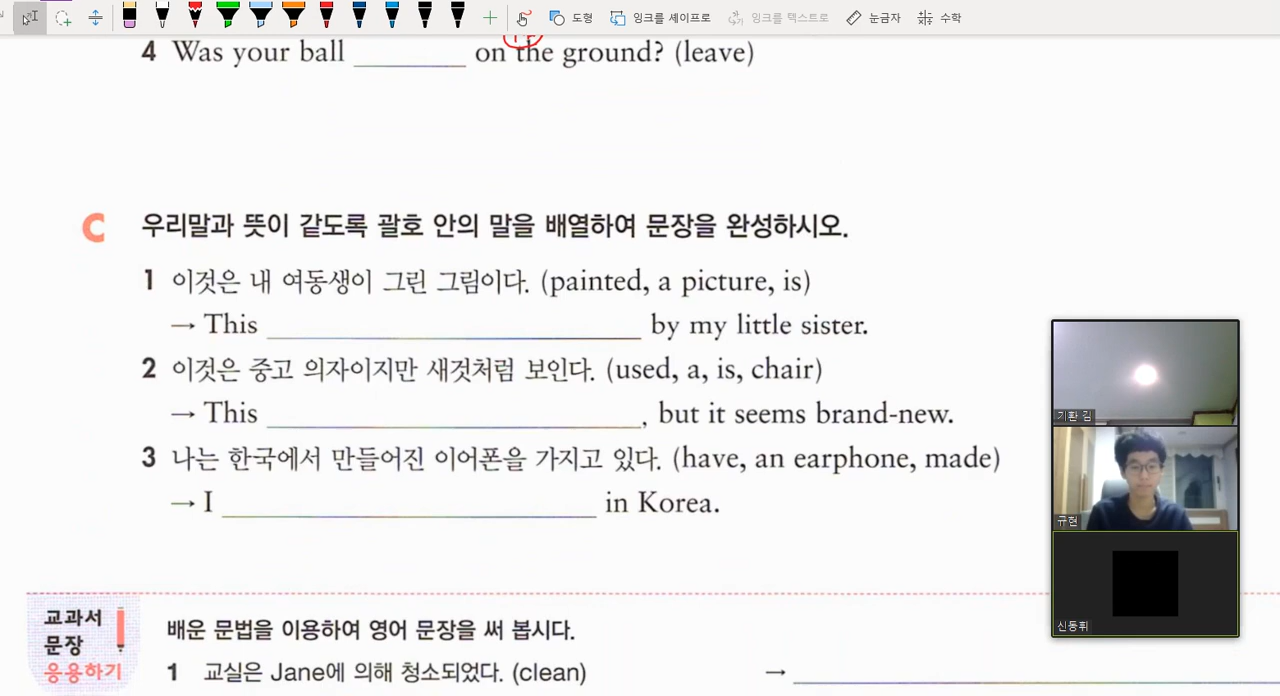 도형 잉크를 셰이프로 잉크를 텍스트로 눈금자 수학
4 Was your ball ________ on the ground? (leave)
C 우리말과 뜻이 같도록 괄호 안의 말을 배열하여 문장을 완성하시오.
1 이것은 내 여동생이 그린 그림이다. (painted, a picture, is)
→ This ________ by my little sister.
2 이것은 중고 의자이지만 새것처럼 보인다. (used, a, is, chair)
→ This ________, but it seems brand-new.
3 나는 한국에서 만들어진 이어폰을 가지고 있다. (have, an earphone, made)
→ I ________ in Korea.
기환 김
규현
신동휘
교과서
문장
응용하기
배운 문법을 이용하여 영어 문장을 써 봅시다.
1 교실은 Jane에 의해 청소되었다. (clean) → ________